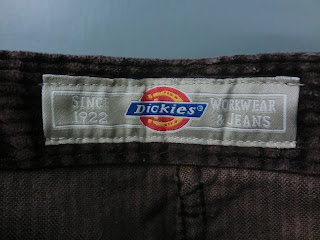 SINCE
1922
Dickies
WORKWEAR
& JEANS